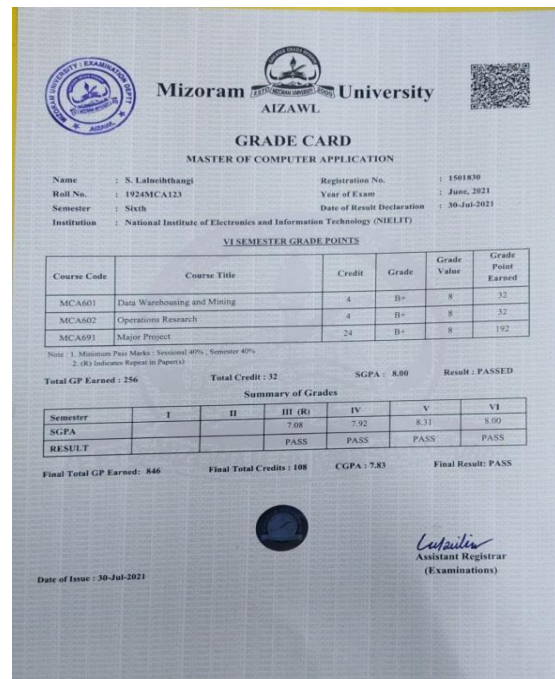 MIZORAM UNIVERSITY EXAMINATION DEPTT
AIZAWL
Mizoram University
AIZAWL
GRADE CARD
MASTER OF COMPUTER APPLICATION
Name : S. Lalneihthangi Registration No. : 1501830
Roll No. : 1924MCA123 Year of Exam : June, 2021
Semester : Sixth Date of Result Declaration : 30-Jul-2021
Institution : National Institute of Electronics and Information Technology (NIELIT)
VI SEMESTER GRADE POINTS
Course Code Course Title Credit Grade Grade Value Grade Point Earned
MCA601 Data Warehousing and Mining 4 B+ 8 32
MCA602 Operations Research 4 B+ 8 32
MCA691 Major Project 24 B+ 8 192
Note : 1. Minimum Pass Marks : Sessional 40% ; Semester 40%
2. (R) Indicates Repeat in Paper(s)
Total GP Earned : 256 Total Credit : 32 SGPA : 8.00 Result : PASSED
Summary of Grades
Semester I II III (R) IV V VI
SGPA 7.08 7.92 8.31 8.00
RESULT PASS PASS PASS PASS
Final Total GP Earned: 846 Final Total Credits : 108 CGPA : 7.83 Final Result: PASS
Assistant Registrar
(Examinations)
Date of Issue : 30-Jul-2021